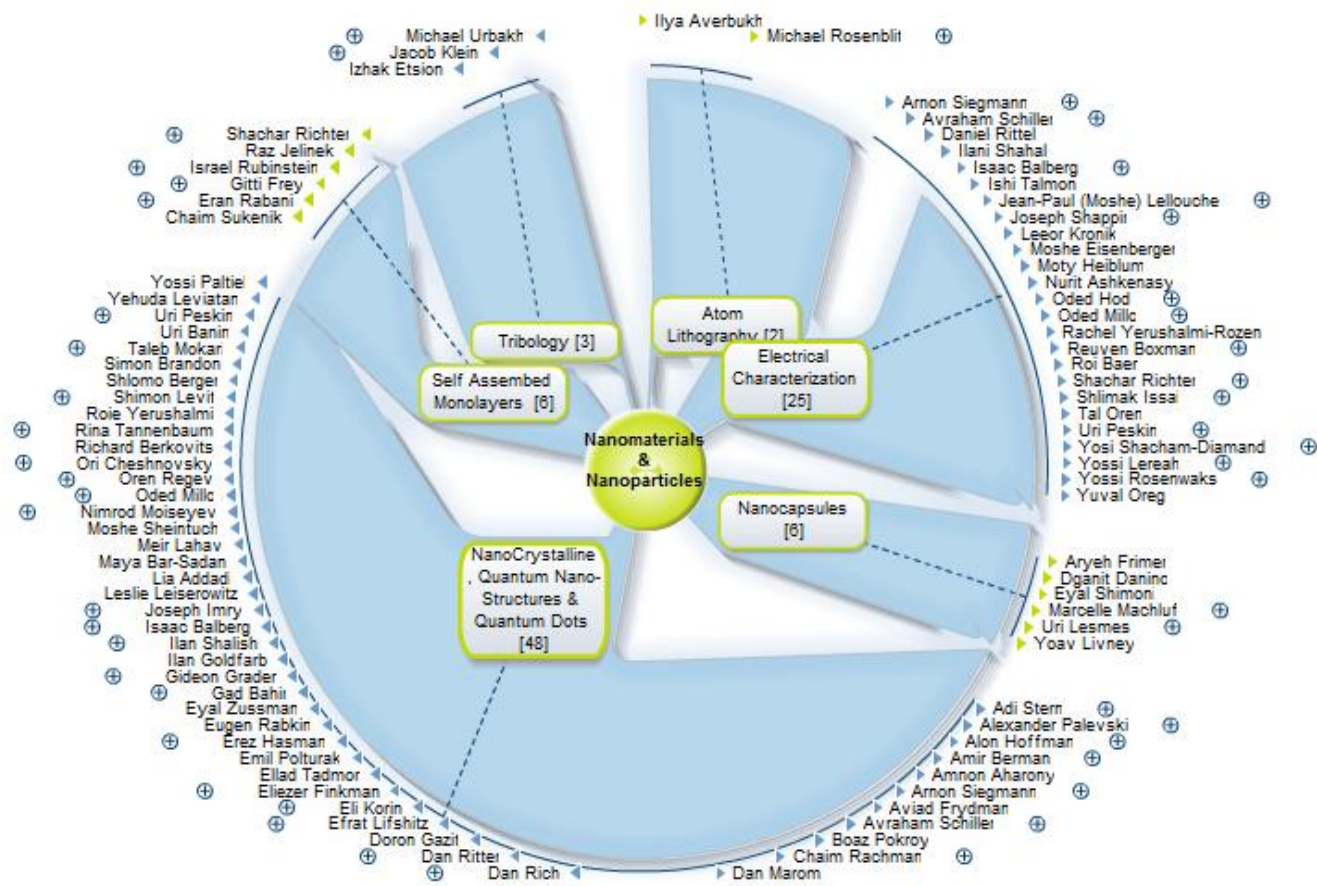 Ilya Averbukh
Michael Rosenblit
Michael Urbakh
Jacob Klein
Izhak Etsion
Shachar Richter
Raz Jelinek
Israel Rubinstein
Gitti Frey
Eran Rabani
Chaim Sukenik
Arnon Siegmann
Avraham Schiller
Daniel Rittel
Ilani Shahal
Isaac Balberg
Ishi Talmon
Jean-Paul (Moshe) Lellouche
Joseph Shappir
Leeor Kronik
Moshe Eisenberger
Moty Heiblum
Nurit Ashkenasy
Oded Hod
Oded Millo
Rachel Yerushalmi-Rozen
Reuven Boxman
Roi Baer
Shachar Richter
Shlimak Issai
Tal Oren
Uri Peskin
Yosi Shacham-Diamand
Yossi Lereah
Yossi Rosenwaks
Yuval Oreg
Tribology [3]
Atom
Lithography [2]
Self Assembed
Monolayers [6]
Electrical
Characterization
[25]
Nanomaterials
&
Nanoparticles
Nanocapsules
[6]
NanoCrystalline
, Quantum Nano-
Structures &
Quantum Dots
[48]
Yossi Paltiel
Yehuda Leviatan
Uri Peskin
Uri Banin
Taleb Mokari
Simon Brandon
Shlomo Berger
Shimon Levit
Roie Yerushalmi
Rina Tannenbaum
Richard Berkovits
Ori Cheshnovsky
Oren Regev
Oded Millo
Nimrod Moiseyev
Moshe Sheintuch
Meir Lahav
Maya Bar-Sadan
Lia Addadi
Leslie Leiserowitz
Joseph Imry
Isaac Balberg
Ilan Shalish
Ilan Goldfarb
Gideon Grader
Gad Bahir
Eyal Zussman
Eugen Rabkin
Erez Hasman
Emil Polturak
Ellad Tadmor
Eliezer Finkman
Eli Korin
Efrat Lifshitz
Doron Gazit
Dan Ritter
Dan Rich
Aryeh Frimer
Dganit Danino
Eyal Shimoni
Marcelle Machluf
Uri Lesmes
Yoav Livney
Adi Stern
Alexander Palevski
Alon Hoffman
Amir Berman
Amnon Aharony
Arnon Siegmann
Aviad Frydman
Avraham Schiller
Boaz Pokroy
Chaim Rachman
Dan Marom